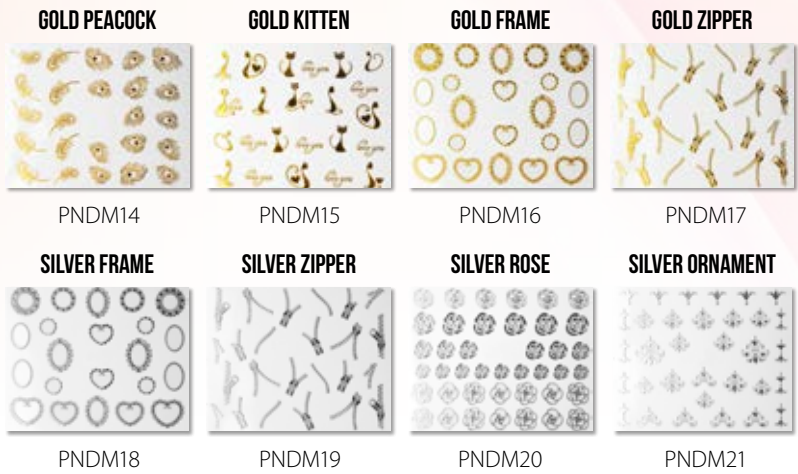 GOLD PEACOCK GOLD KITTEN GOLD FRAME GOLD ZIPPER
PNDM14 PNDM15 PNDM16 PNDM17
SILVER FRAME SILVER ZIPPER SILVER ROSE SILVER ORNAMENT
PNDM18 PNDM19 PNDM20 PNDM21